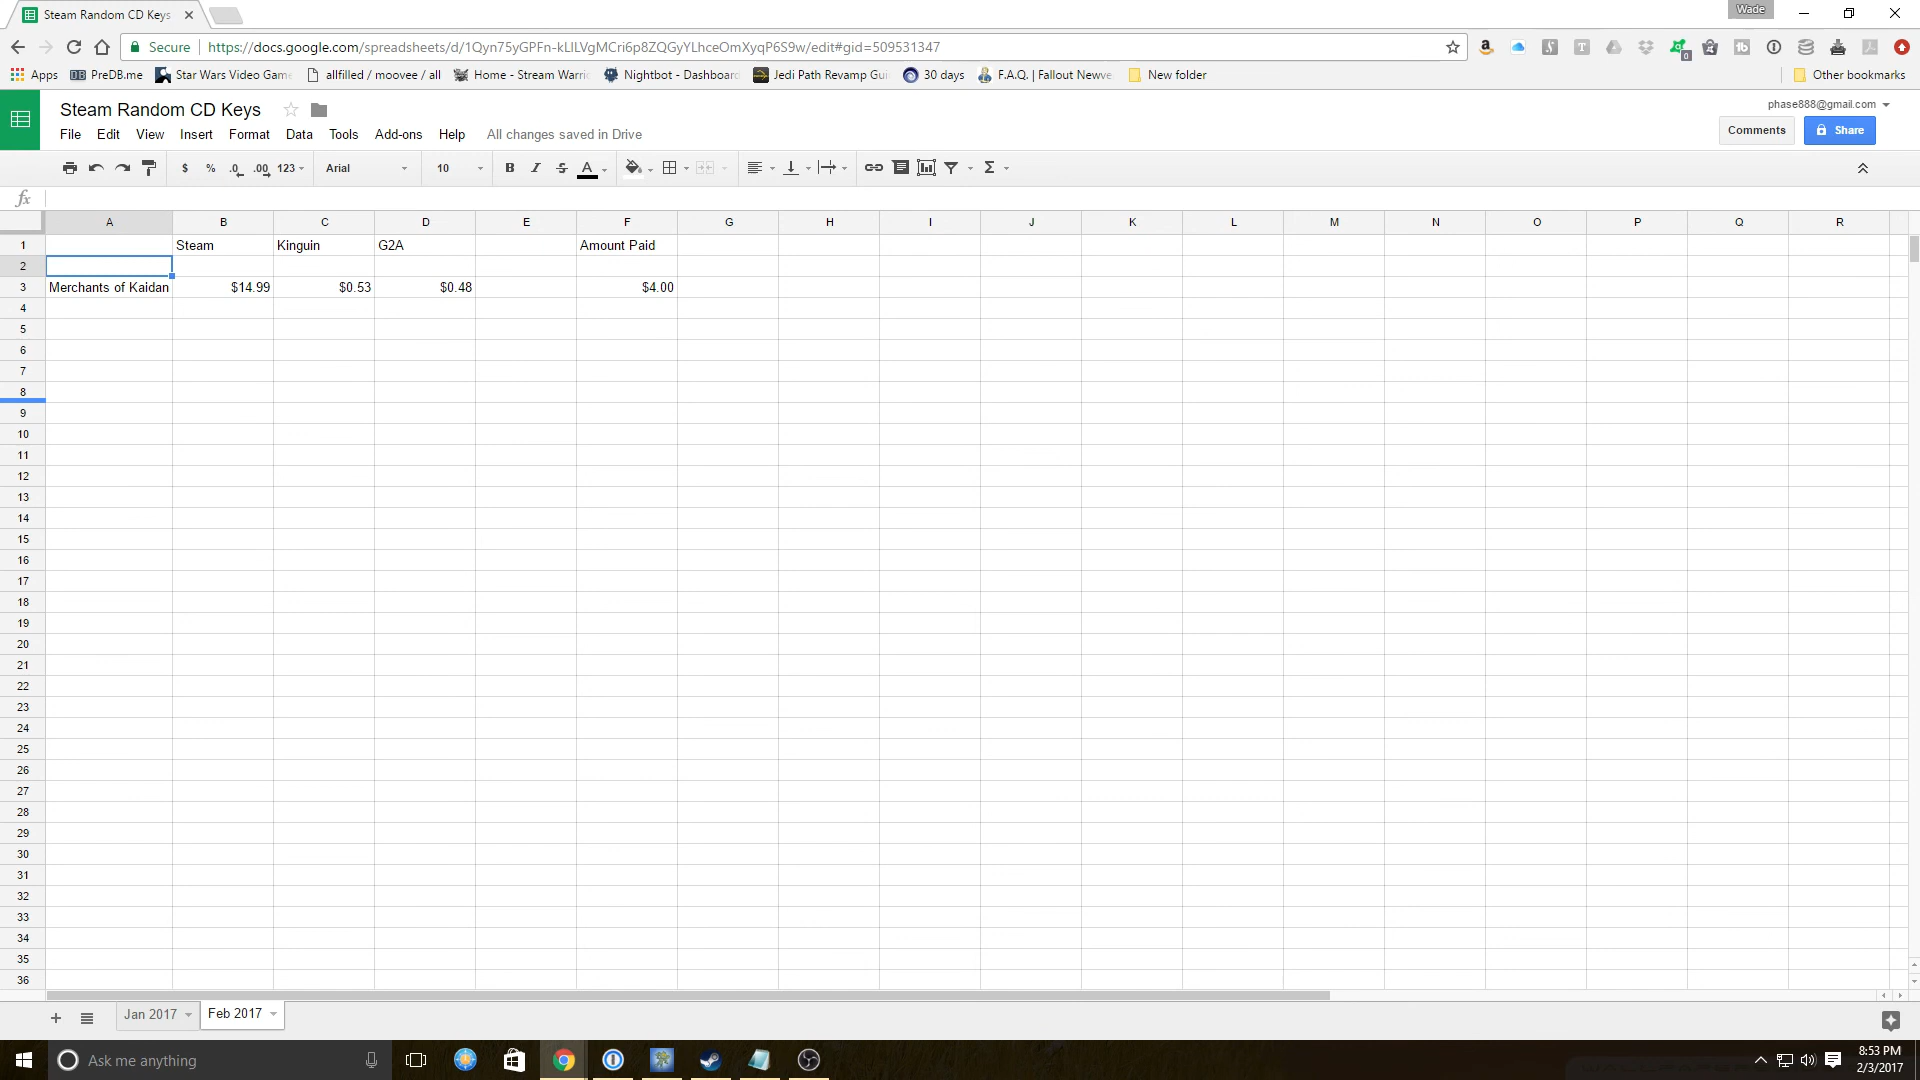 Steam Random CD Keys
Wade
Secure https://docs.google.com/spreadsheets/d/1Qyn75yGPFn-kLILVgMCri6p8ZQGyYLhceOmXyqP6S9w/edit#gid=509531347
Apps PreDB.me Star Wars Video Game allfilled / moovee / all Home - Stream Warrio Nightbot - Dashboard Jedi Path Revamp Gui 30 days F.A.Q. | Fallout Newve New folder Other bookmarks
Steam Random CD Keys
phase888@gmail.com
File Edit View Insert Format Data Tools Add-ons Help All changes saved in Drive
Comments Share
$ % .0 .00 123 Arial 10 B I S A Σ
fx
A B C D E F G H I J K L M N O P Q R
1 Steam Kinguin G2A Amount Paid
2
3 Merchants of Kaidan $14.99 $0.53 $0.48 $4.00
4
5
6
7
8
9
10
11
12
13
14
15
16
17
18
19
20
21
22
23
24
25
26
27
28
29
30
31
32
33
34
35
36
+ Jan 2017 Feb 2017
Ask me anything
8:53 PM
2/3/2017